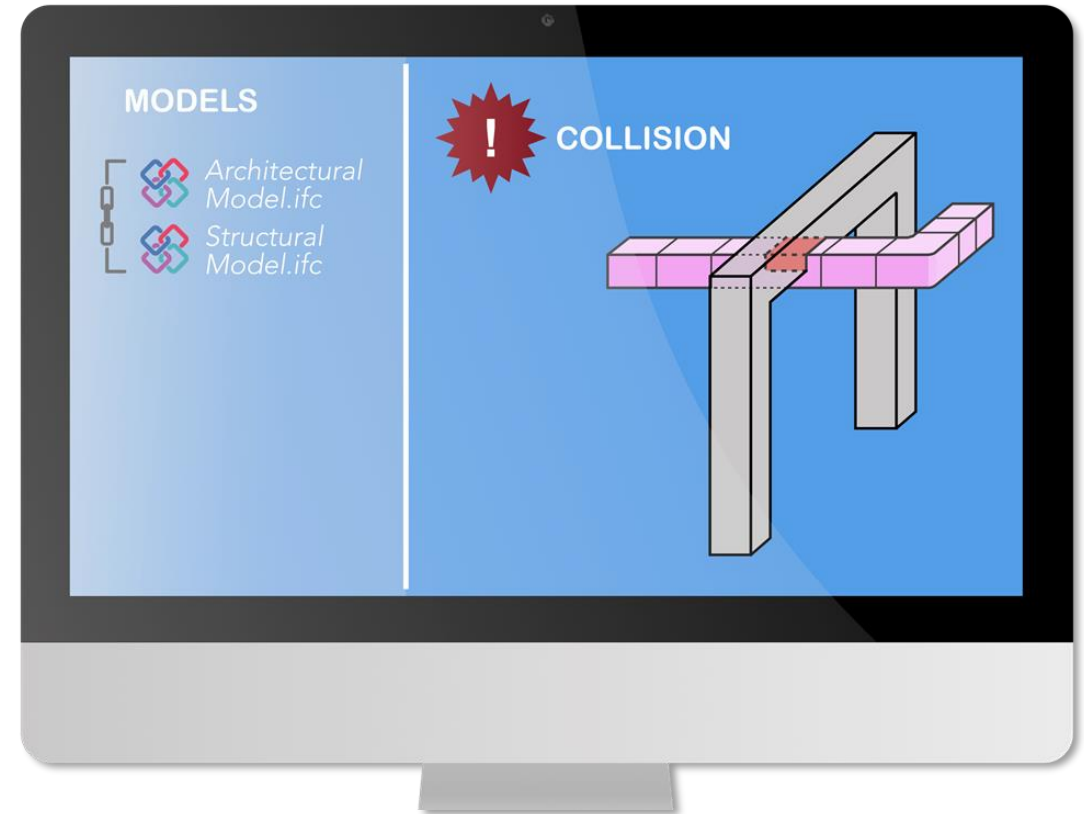 MODELS
Architectural
Model.ifc
Structural
Model.ifc
!
COLLISION